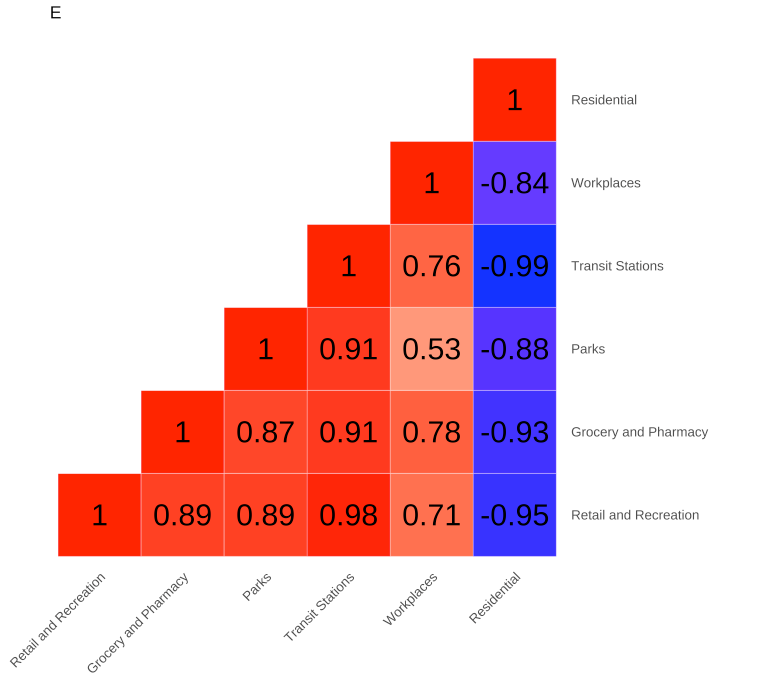 E
1 Residential
1 -0.84 Workplaces
1 0.76 -0.99 Transit Stations
1 0.91 0.53 -0.88 Parks
1 0.87 0.91 0.78 -0.93 Grocery and Pharmacy
1 0.89 0.89 0.98 0.71 -0.95 Retail and Recreation
Retail and Recreation
Grocery and Pharmacy
Parks
Transit Stations
Workplaces
Residential